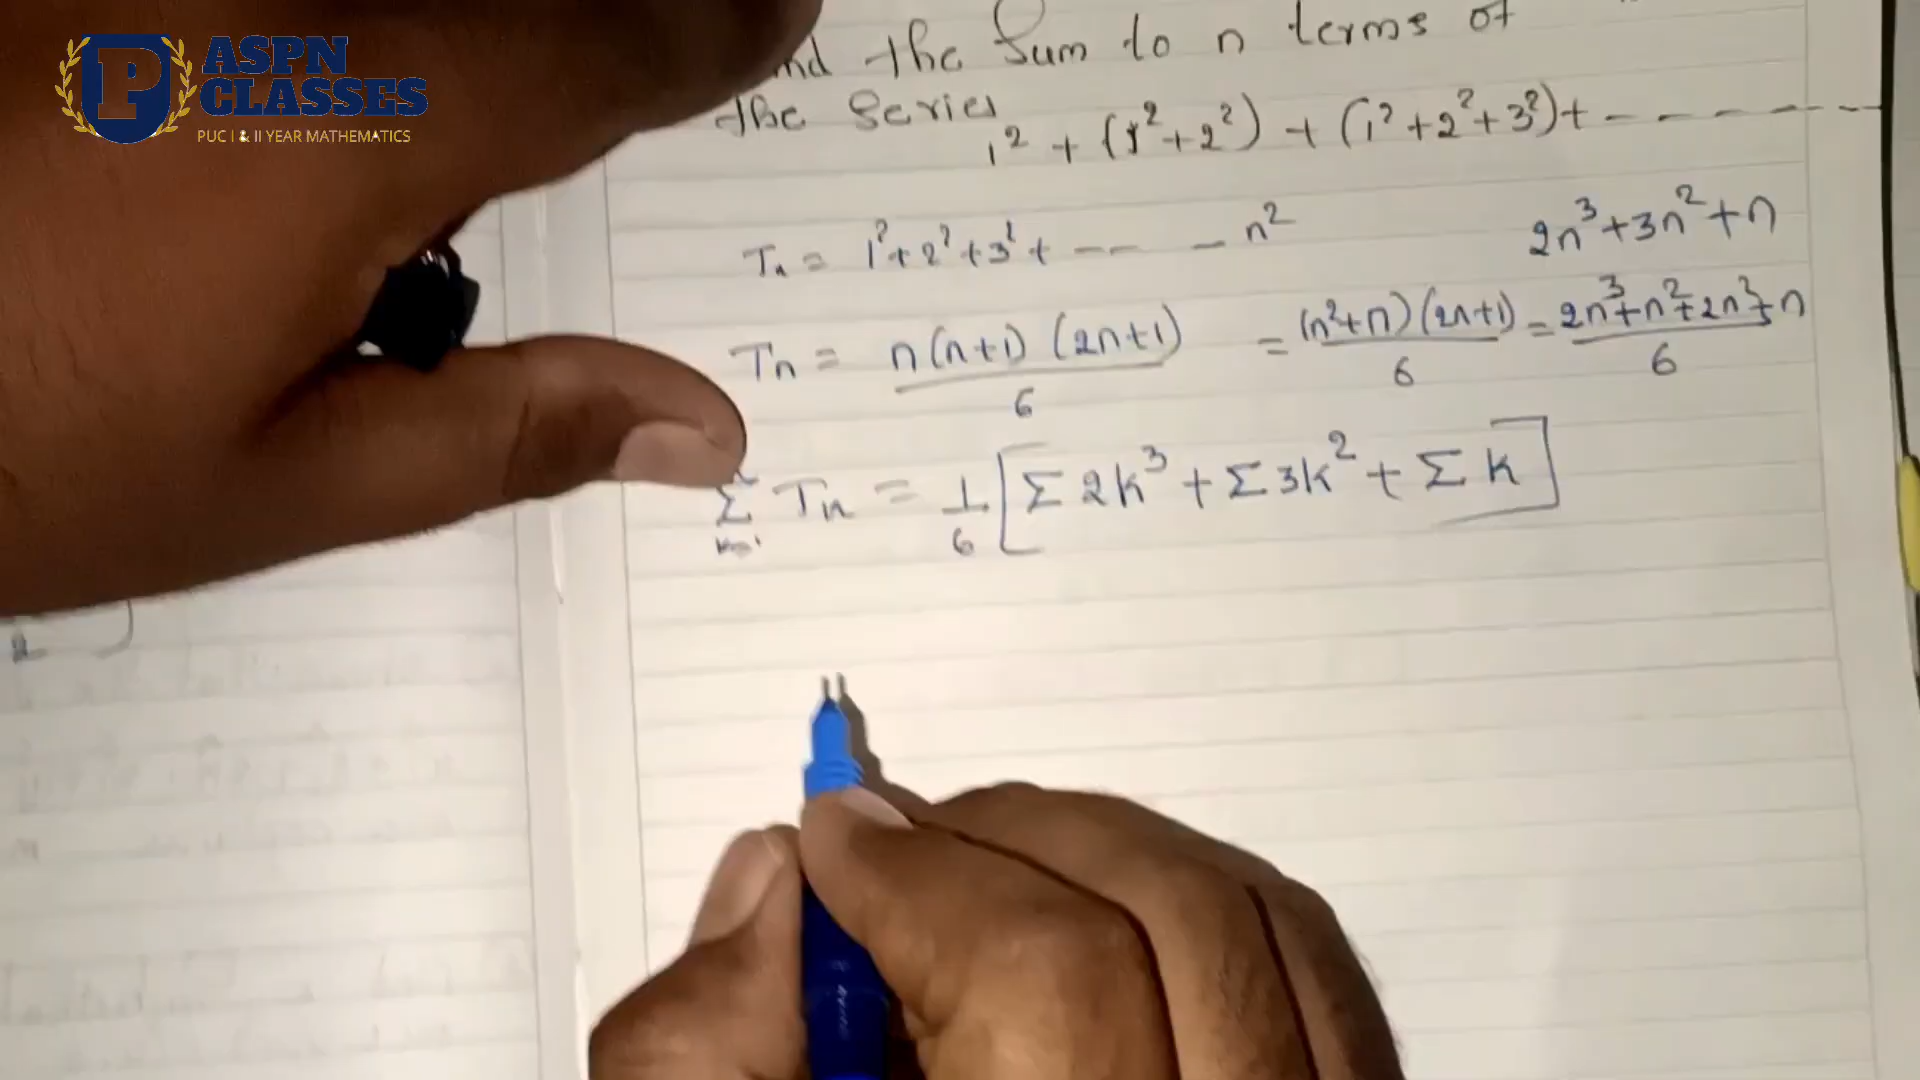 ASPN
CLASSES
PUC I & II YEAR MATHEMATICS
nd the Sum to n terms of
the Series
1² + (1²+2²) + (1²+2²+3²)+ -------
Tn = 1²+2²+3²+ --- - n²
2n³+3n²+n
Tn = n(n+1)(2n+1)/6 = (n²+n)(2n+1)/6 = 2n³+n²+2n²+n/6
Σ Tn = 1/6 [Σ 2k³ + Σ 3k² + Σ k]